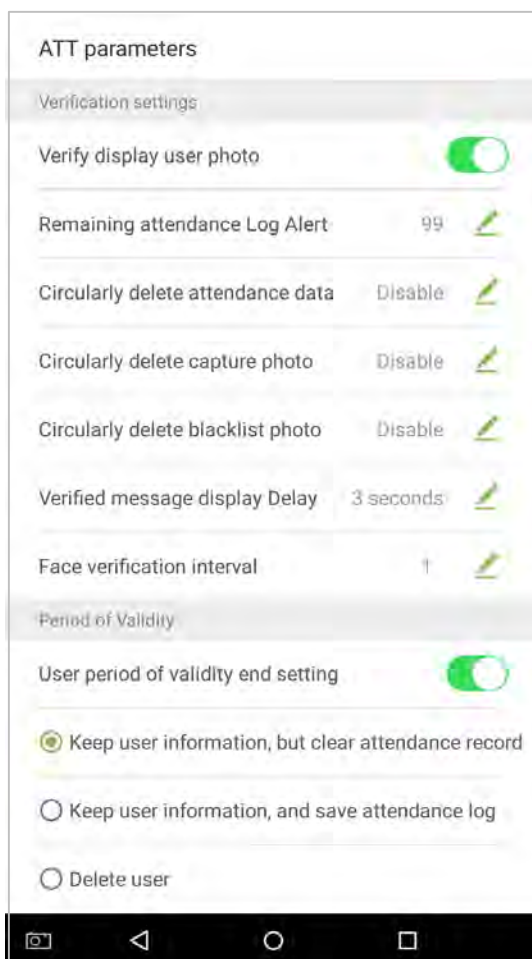 ATT parameters
Verification settings
Verify display user photo
Remaining attendance Log Alert 99
Circularly delete attendance data Disable
Circularly delete capture photo Disable
Circularly delete blacklist photo Disable
Verified message display Delay 3 seconds
Face verification interval 1
Period of Validity
User period of validity end setting
Keep user information, but clear attendance record
Keep user information, and save attendance log
Delete user